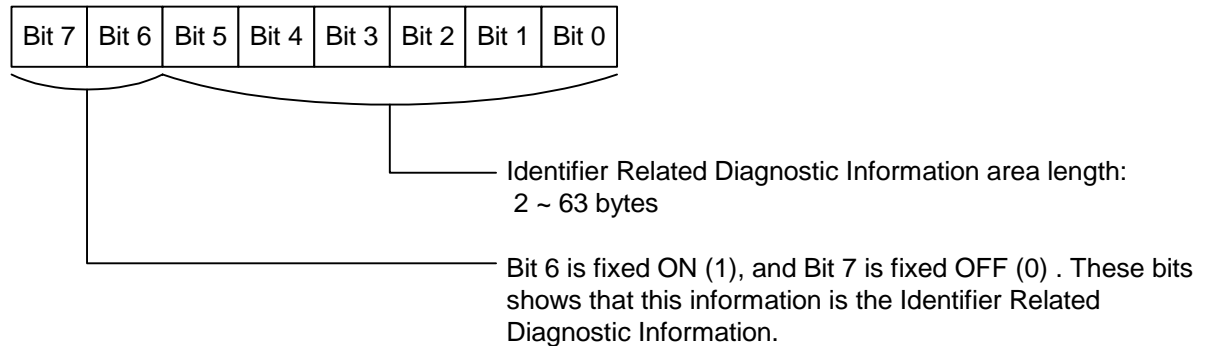 Bit 7 Bit 6 Bit 5 Bit 4 Bit 3 Bit 2 Bit 1 Bit 0
Identifier Related Diagnostic Information area length:
2 ~ 63 bytes
Bit 6 is fixed ON (1), and Bit 7 is fixed OFF (0) . These bits
shows that this information is the Identifier Related
Diagnostic Information.